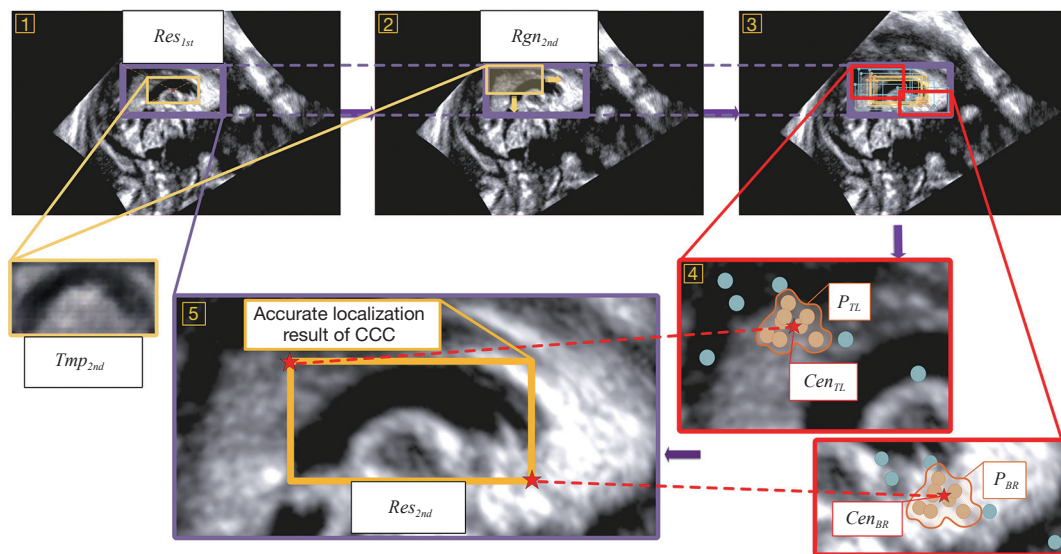 1
Res1st
2
Rgn2nd
3
Tmp2nd
5
Accurate localization
result of CCC
Res2nd
4
PTL
CenTL
PBR
CenBR